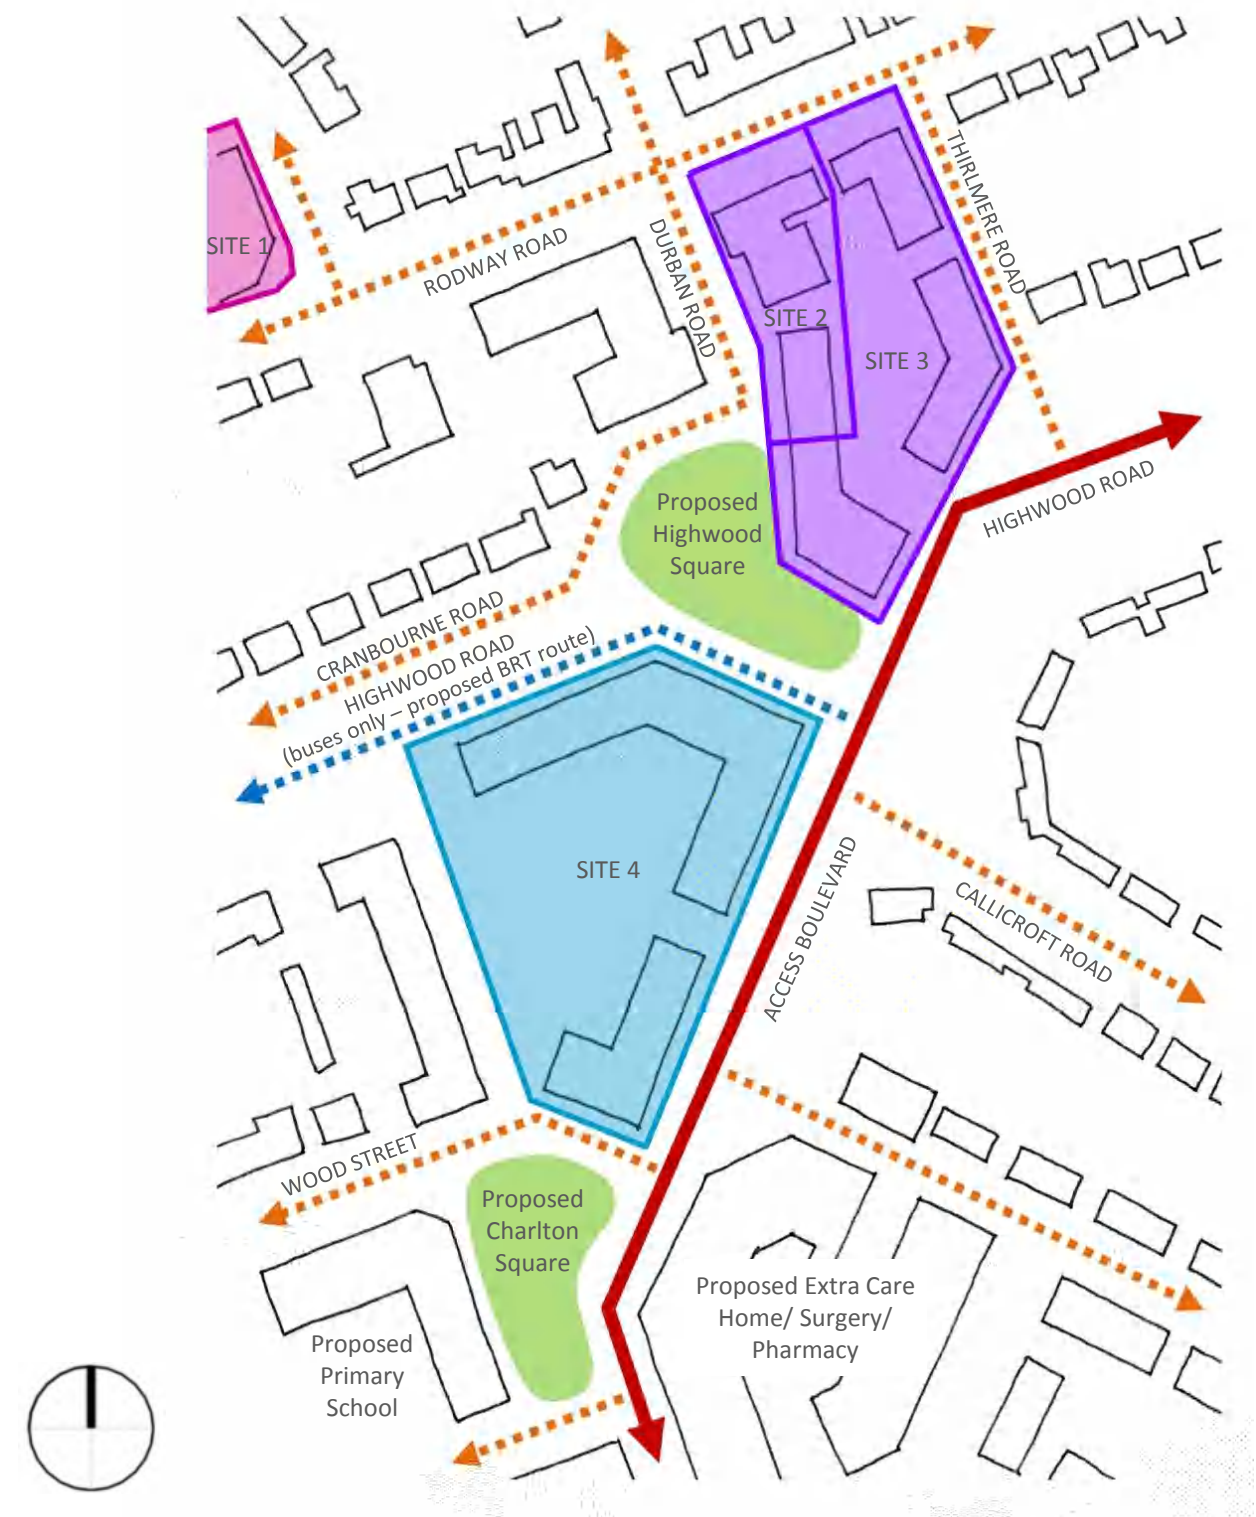 SITE 1
RODWAY ROAD
DURBAN ROAD
THIRLMERE ROAD
SITE 2
SITE 3
HIGHWOOD ROAD
Proposed
Highwood
Square
CRANBOURNE ROAD
HIGHWOOD ROAD
(buses only – proposed BRT route)
SITE 4
ACCESS BOULEVARD
CALLICROFT ROAD
WOOD STREET
Proposed
Charlton
Square
Proposed Extra Care
Home/ Surgery/
Pharmacy
Proposed
Primary
School